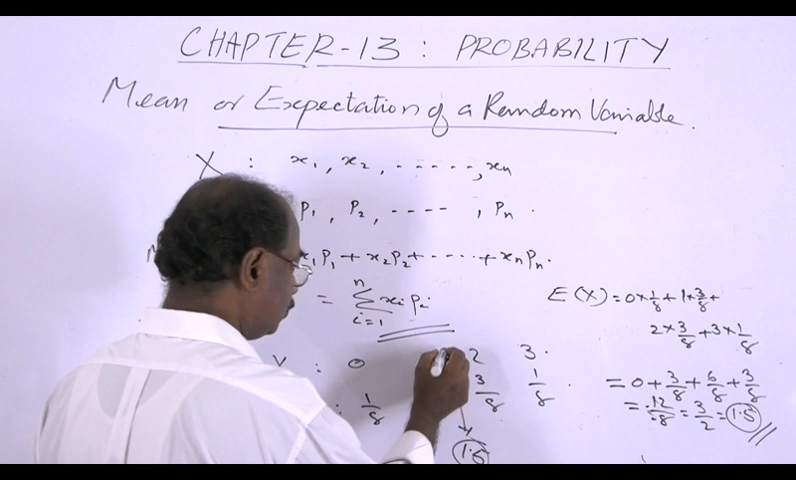 CHAPTER-13 : PROBABILITY
Mean or Expectation of a Random Variable.
X : x₁, x₂, - - - - - -, xₙ
P₁, P₂, - - - - , Pₙ.
x₁P₁ + x₂P₂ + - - - - + xₙPₙ.
= n Σ i=1 xᵢ pᵢ
E(X) = 0×1/8 + 1×3/8 +
2×3/8 + 3×1/8
X : 0 2 3.
: 1/8 3/8 1/8.
= 0 + 3/8 + 6/8 + 3/8
= 12/8 = 3/2 = 1.5
1.5